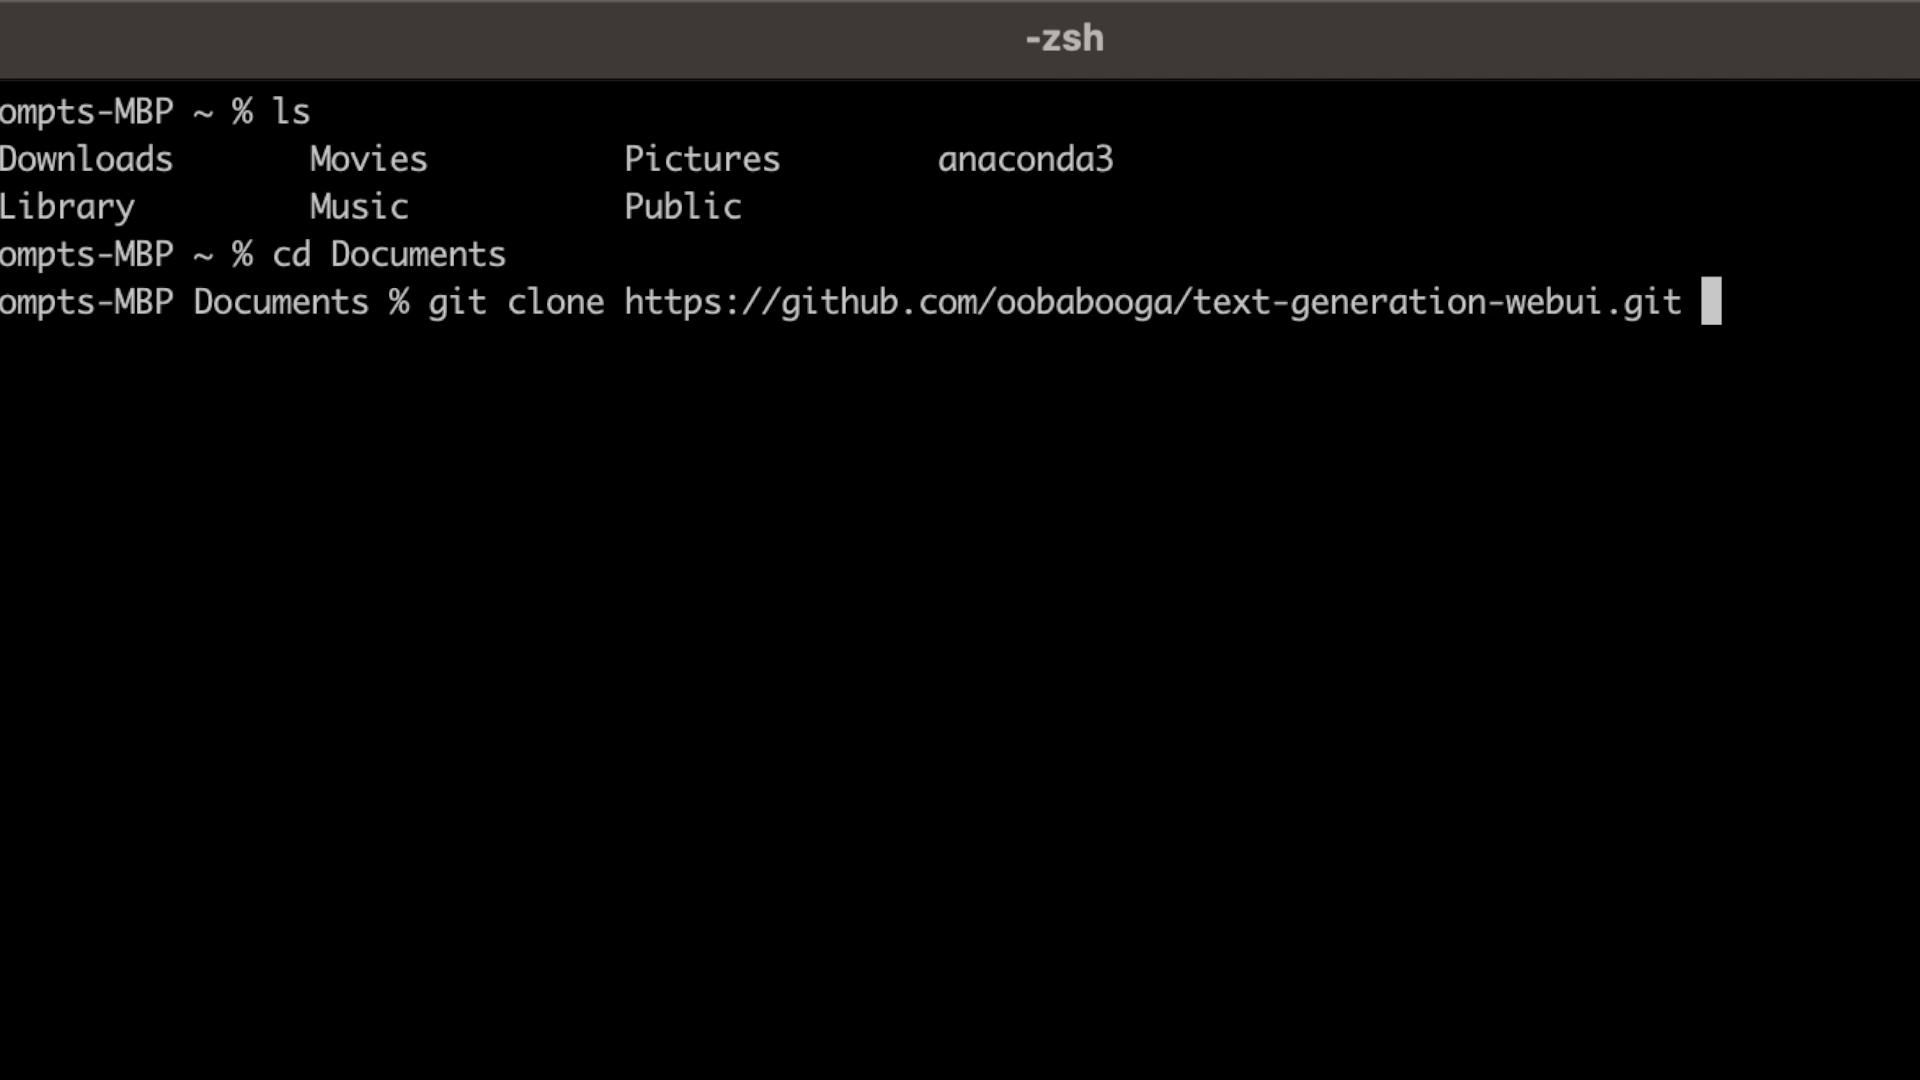 -zsh
ompts-MBP ~ % ls
Downloads Movies Pictures anaconda3
Library Music Public
ompts-MBP ~ % cd Documents
ompts-MBP Documents % git clone https://github.com/oobabooga/text-generation-webui.git